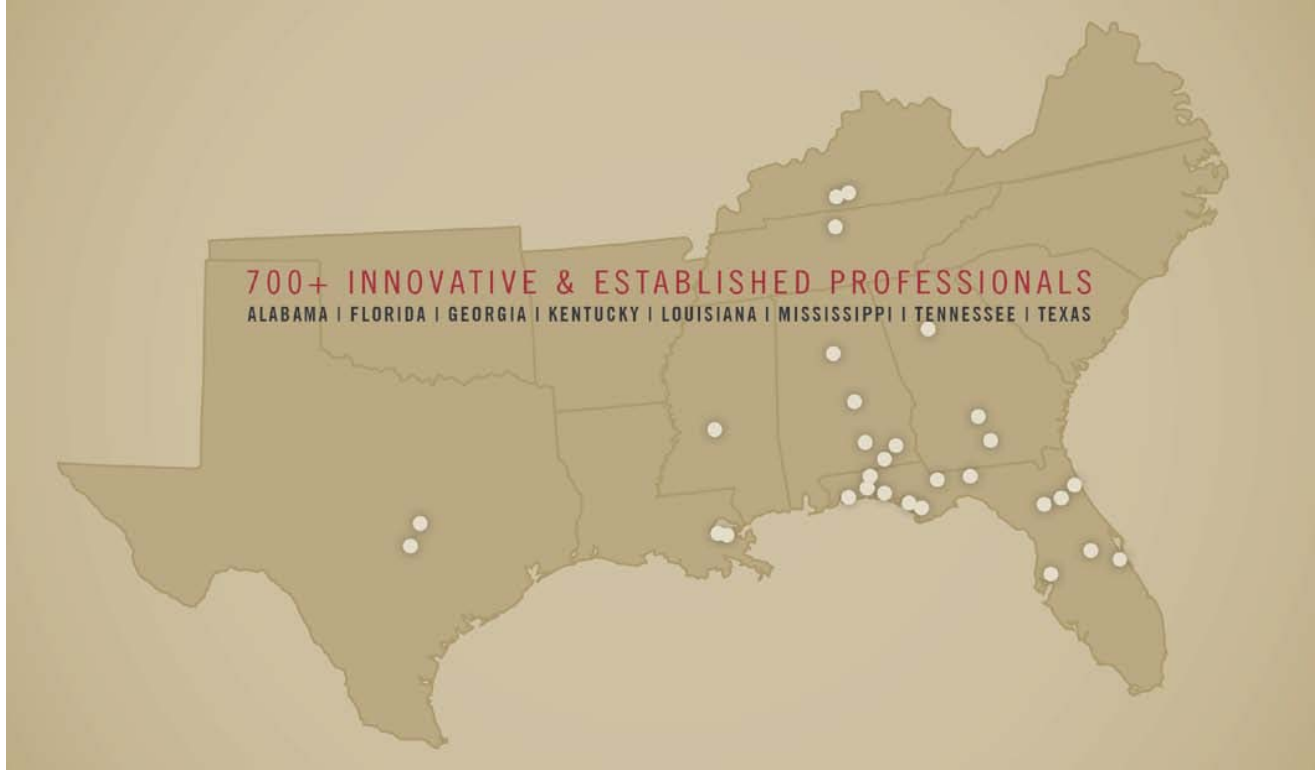 700+ INNOVATIVE & ESTABLISHED PROFESSIONALS
ALABAMA | FLORIDA | GEORGIA | KENTUCKY | LOUISIANA | MISSISSIPPI | TENNESSEE | TEXAS